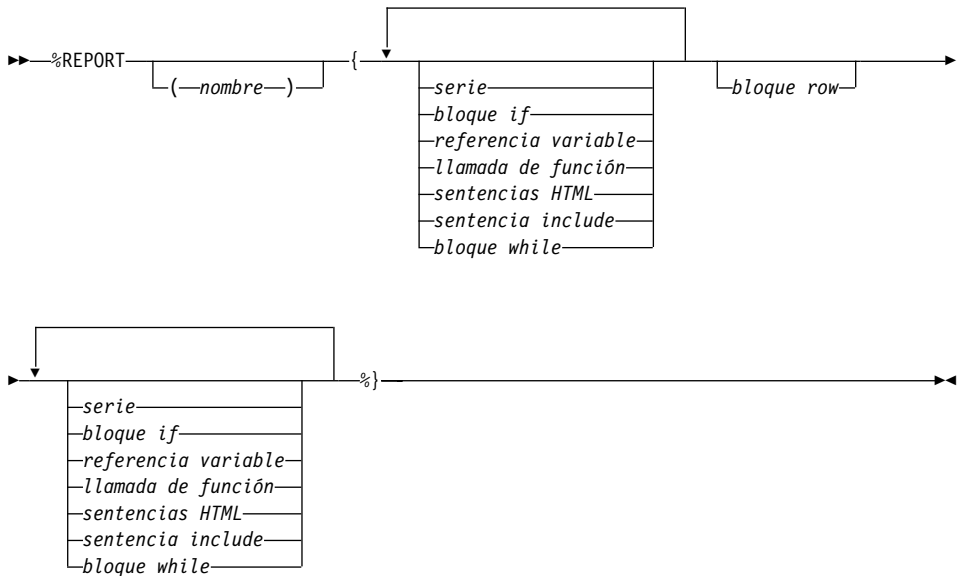 %REPORT {
( nombre ) serie bloque row
bloque if
referencia variable
llamada de función
sentencias HTML
sentencia include
bloque while
%}
serie
bloque if
referencia variable
llamada de función
sentencias HTML
sentencia include
bloque while